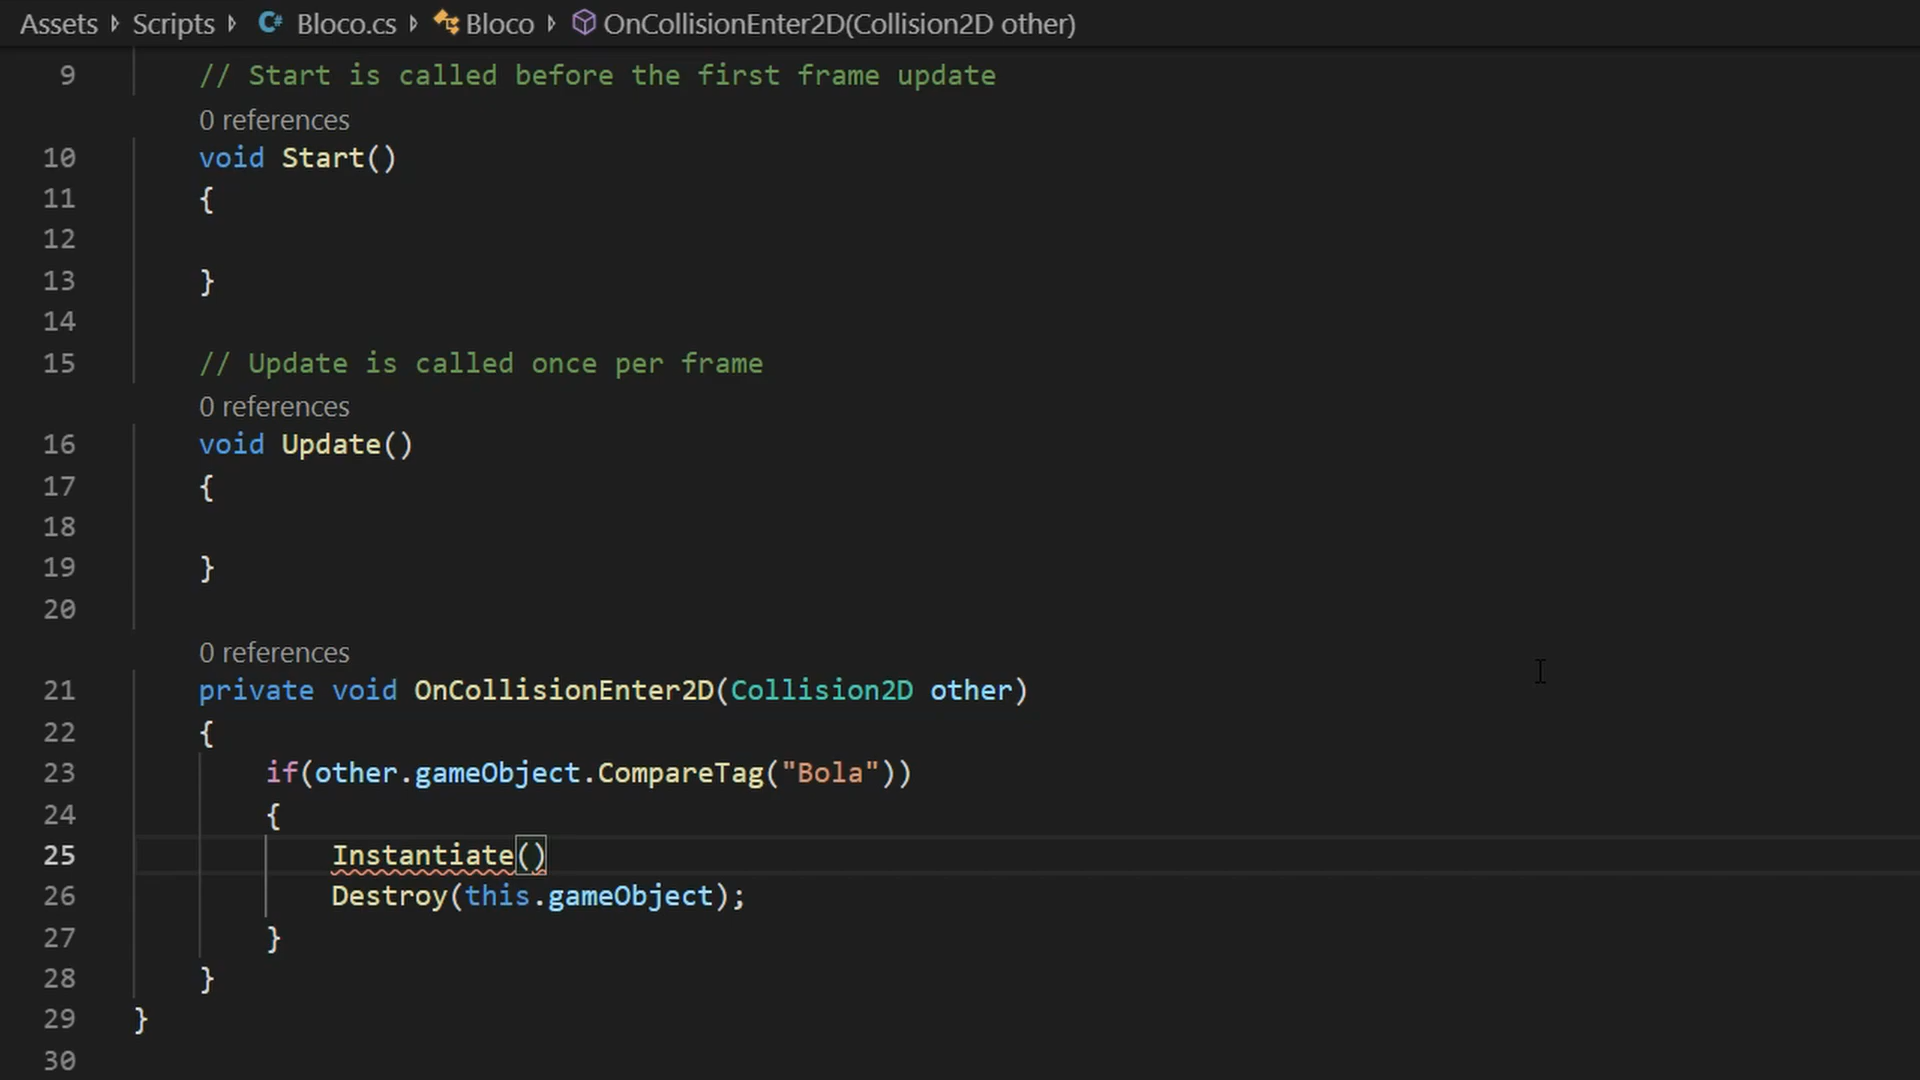 Assets Scripts C# Bloco.cs Bloco OnCollisionEnter2D(Collision2D other)
9 // Start is called before the first frame update
0 references
10 void Start()
11 {
12
13 }
14
15 // Update is called once per frame
0 references
16 void Update()
17 {
18
19 }
20
0 references
21 private void OnCollisionEnter2D(Collision2D other)
22 {
23 if(other.gameObject.CompareTag("Bola"))
24 {
25 Instantiate()
26 Destroy(this.gameObject);
27 }
28 }
29 }
30